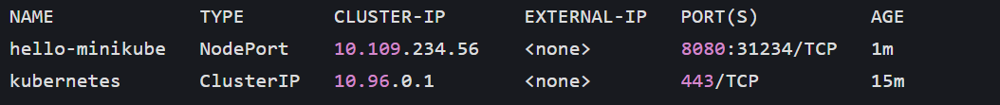 NAME TYPE CLUSTER-IP EXTERNAL-IP PORT(S) AGE
hello-minikube NodePort 10.109.234.56 <none> 8080:31234/TCP 1m
kubernetes ClusterIP 10.96.0.1 <none> 443/TCP 15m